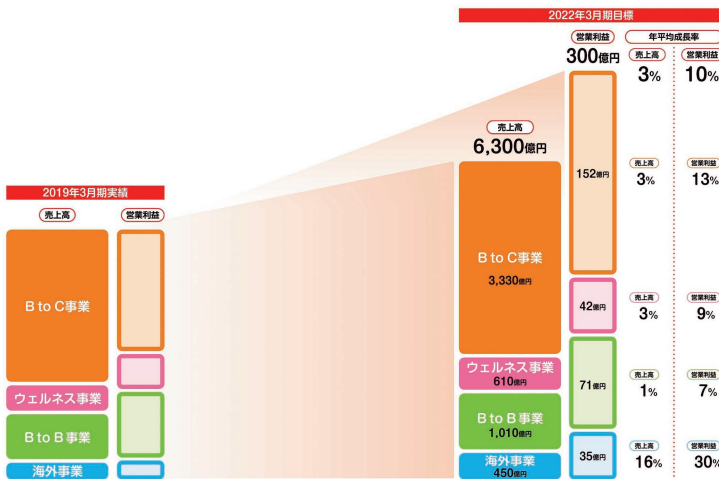 2022年3月期目標
営業利益
300億円
年平均成長率
売上高
3%
営業利益
10%
売上高
6,300億円
152億円
売上高
3%
営業利益
13%
2019年3月期実績
売上高
営業利益
B to C事業
B to C事業
3,330億円
42億円
売上高
3%
営業利益
9%
ウェルネス事業
ウェルネス事業
610億円
71億円
売上高
1%
営業利益
7%
B to B事業
B to B事業
1,010億円
35億円
売上高
16%
営業利益
30%
海外事業
海外事業
450億円